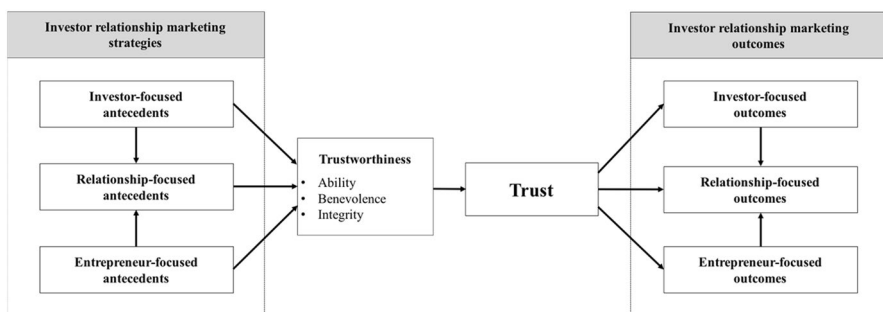 Investor relationship marketing
strategies
Investor-focused
antecedents
Relationship-focused
antecedents
Entrepreneur-focused
antecedents
Trustworthiness
• Ability
• Benevolence
• Integrity
Trust
Investor relationship marketing
outcomes
Investor-focused
outcomes
Relationship-focused
outcomes
Entrepreneur-focused
outcomes